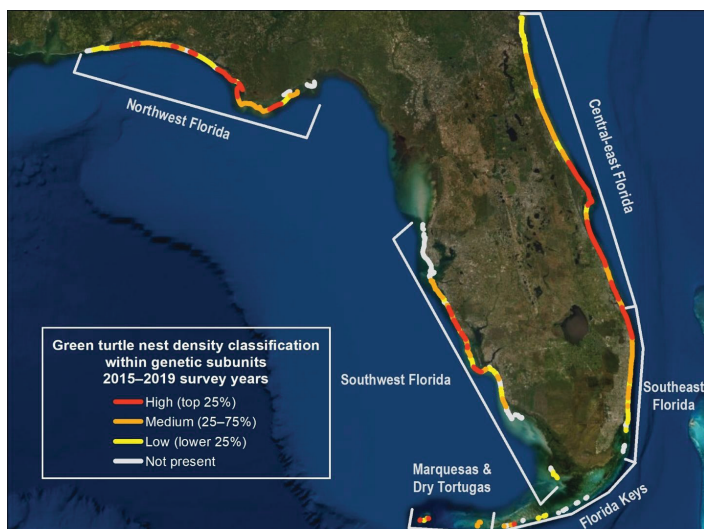 Northwest Florida
Central-east Florida
Green turtle nest density classification
within genetic subunits
2015–2019 survey years
High (top 25%)
Medium (25–75%)
Low (lower 25%)
Not present
Southwest Florida
Southeast
Florida
Marquesas &
Dry Tortugas
Florida Keys